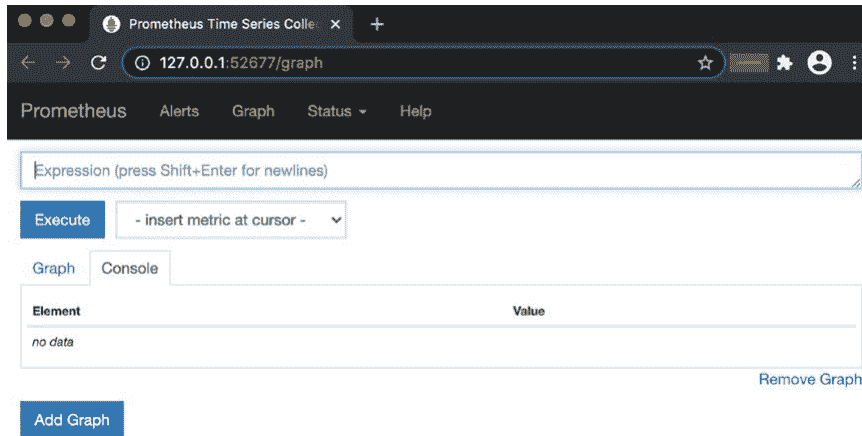 Prometheus Time Series Colle
127.0.0.1:52677/graph
Prometheus Alerts Graph Status Help
Expression (press Shift+Enter for newlines)
Execute - insert metric at cursor -
Graph Console
Element Value
no data
Remove Graph
Add Graph